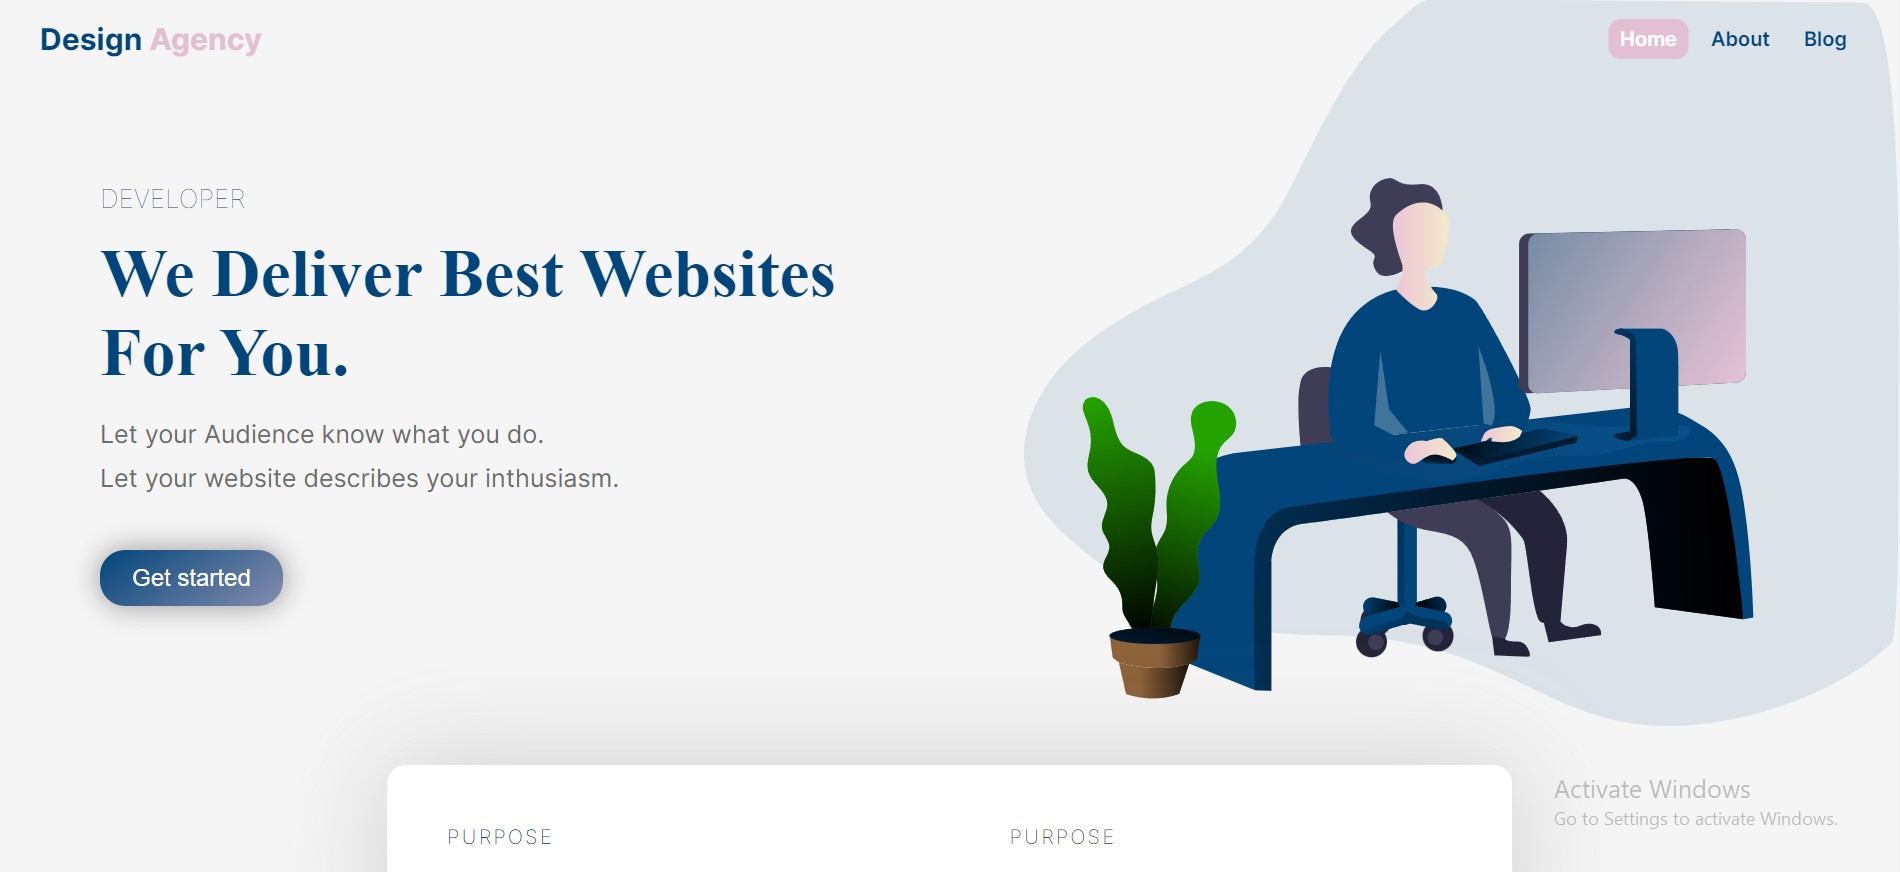 Design Agency
Home About Blog
DEVELOPER
We Deliver Best Websites
For You.
Let your Audience know what you do.
Let your website describes your inthusiasm.
Get started
PURPOSE PURPOSE
Activate Windows
Go to Settings to activate Windows.